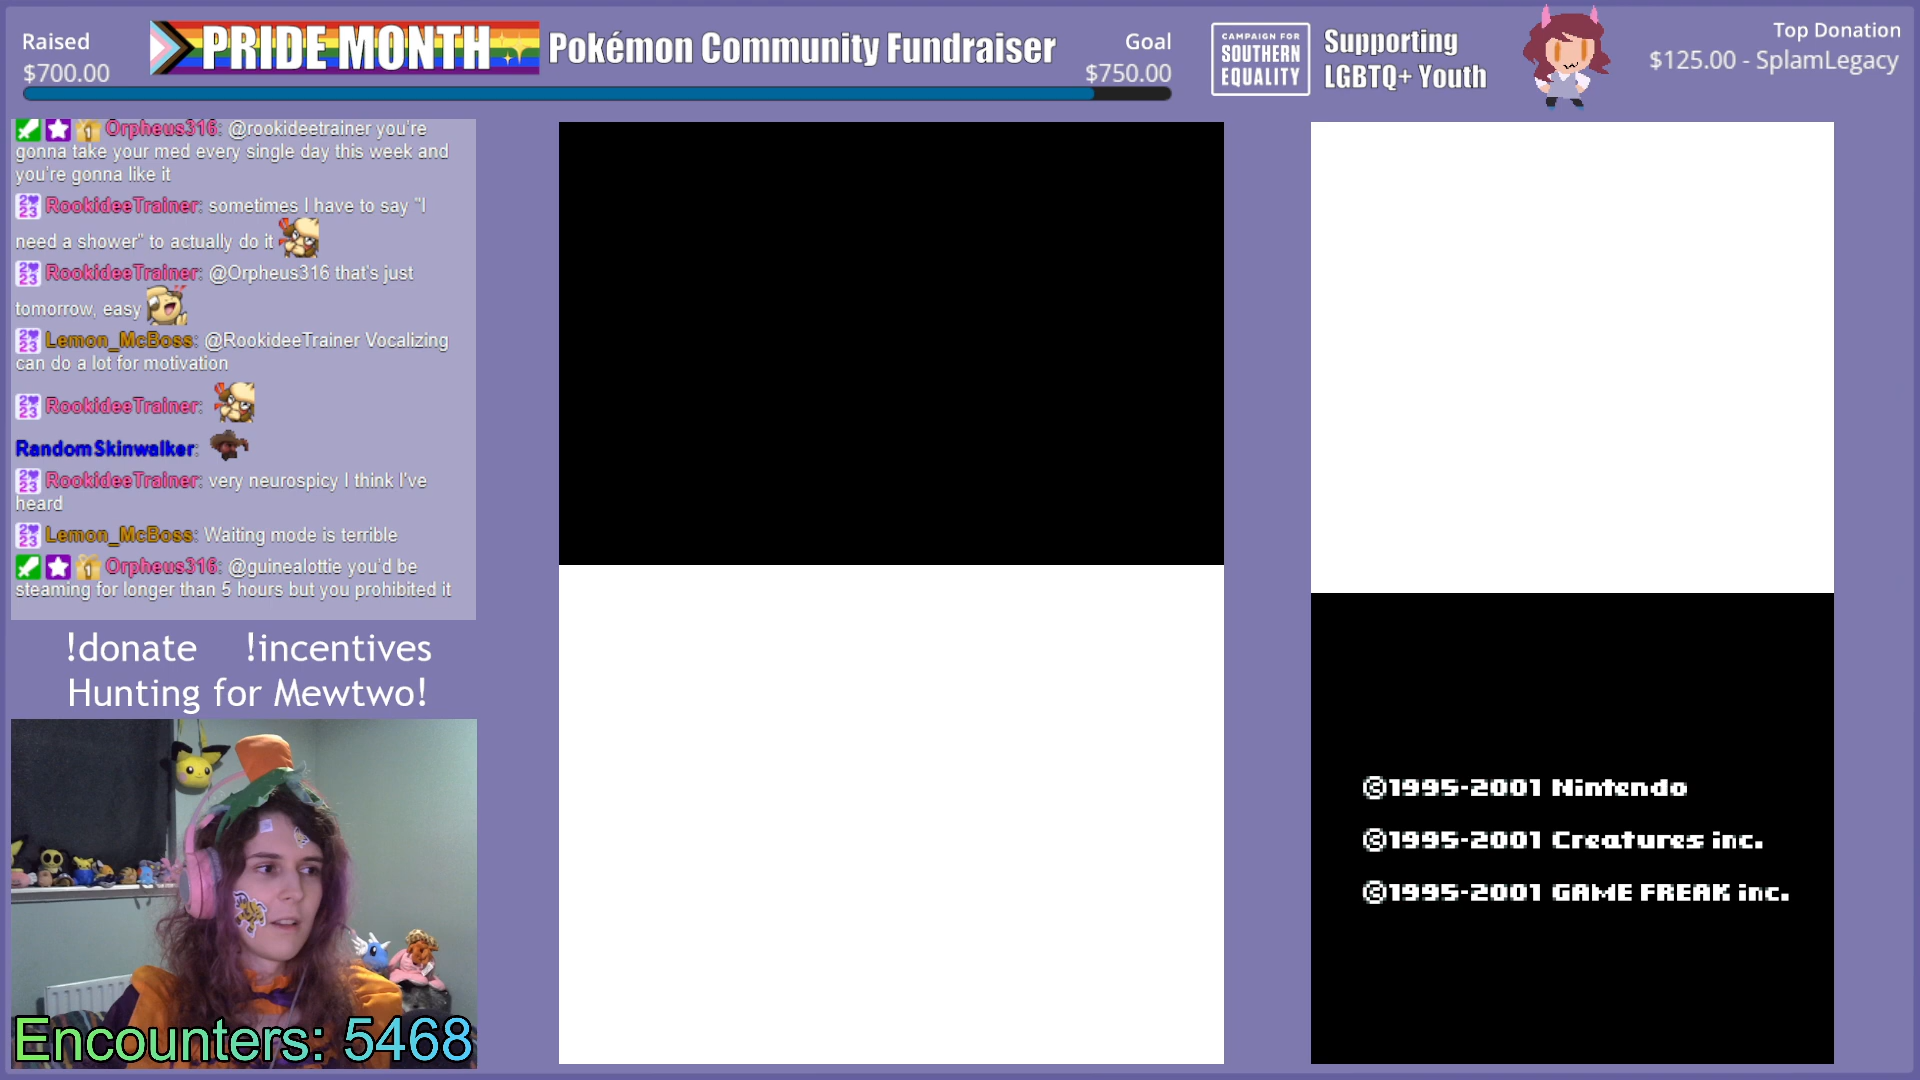 Raised
$700.00
PRIDE MONTH Pokémon Community Fundraiser
Goal
$750.00
CAMPAIGN FOR
SOUTHERN
EQUALITY
Supporting
LGBTQ+ Youth
Top Donation
$125.00 - SplamLegacy
1 Orpheus316: @rookideetrainer you're
gonna take your med every single day this week and
you're gonna like it
RookideeTrainer: sometimes I have to say "I
need a shower" to actually do it
RookideeTrainer: @Orpheus316 that's just
tomorrow, easy
Lemon_McBoss: @RookideeTrainer Vocalizing
can do a lot for motivation
RookideeTrainer:
RandomSkinwalker:
RookideeTrainer: very neurospicy I think I've
heard
Lemon_McBoss: Waiting mode is terrible
1 Orpheus316: @guinealottie you'd be
steaming for longer than 5 hours but you prohibited it
!donate !incentives
Hunting for Mewtwo!
Encounters: 5468
©1995-2001 Nintendo
©1995-2001 Creatures inc.
©1995-2001 GAME FREAK inc.